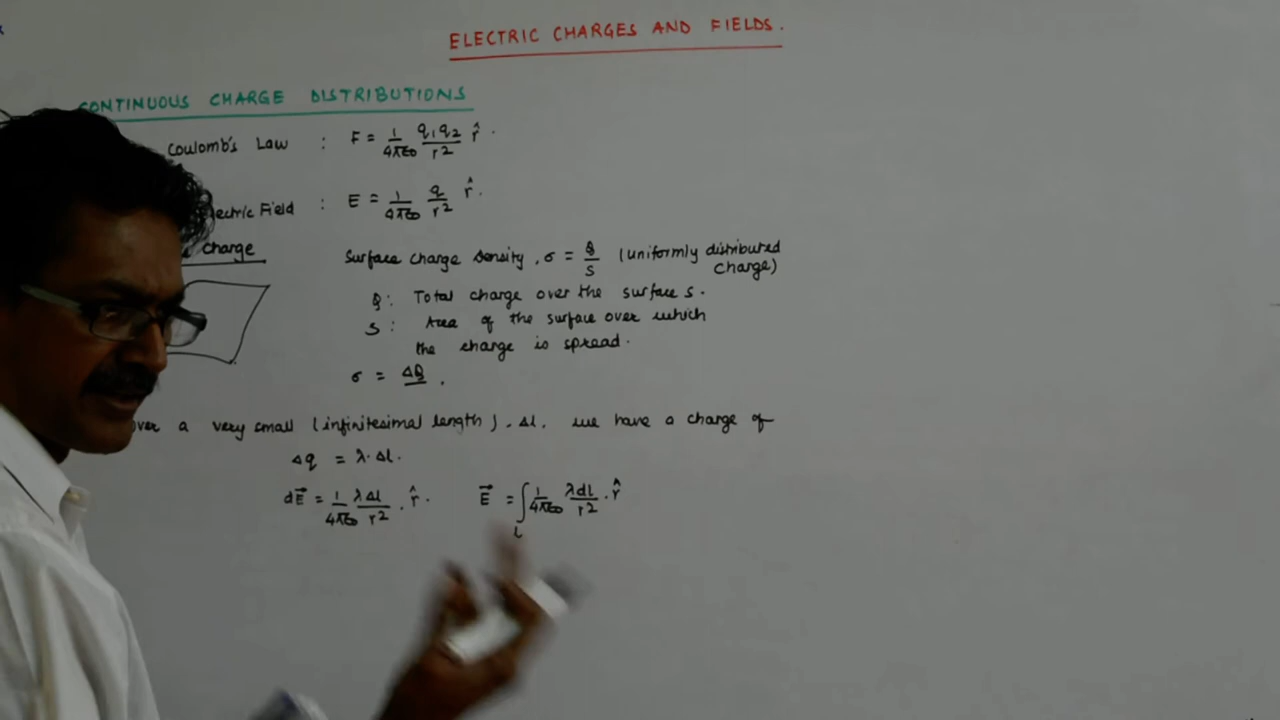 ELECTRIC CHARGES AND FIELDS.
CONTINUOUS CHARGE DISTRIBUTIONS
Coulomb's Law : F = 1/4πε0 q1q2/r2 r̂.
lectric Field : E = 1/4πε0 q/r2 r̂.
charge
Surface charge density, σ = Q/S (uniformly distributed charge)
Q: Total charge over the surface S.
S: Area of the surface over which
the charge is spread.
σ = ΔQ.
over a very small (infinitesimal length), Δl, we have a charge of
Δq = λ.Δl.
dE⃗ = 1/4πε0 λΔl/r2 . r̂. E⃗ = ∫L 1/4πε0 λdl/r2 . r̂